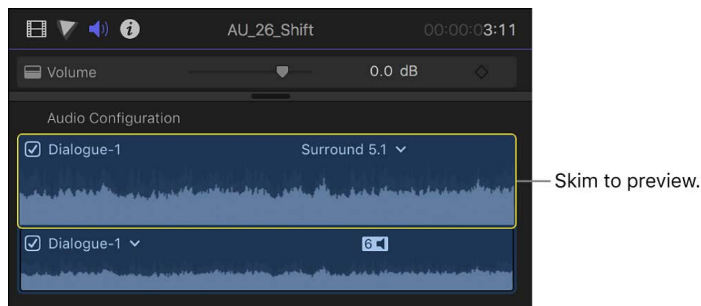 AU_26_Shift 00:00:03:11
Volume 0.0 dB
Audio Configuration
Dialogue-1 Surround 5.1
Skim to preview.
Dialogue-1 6